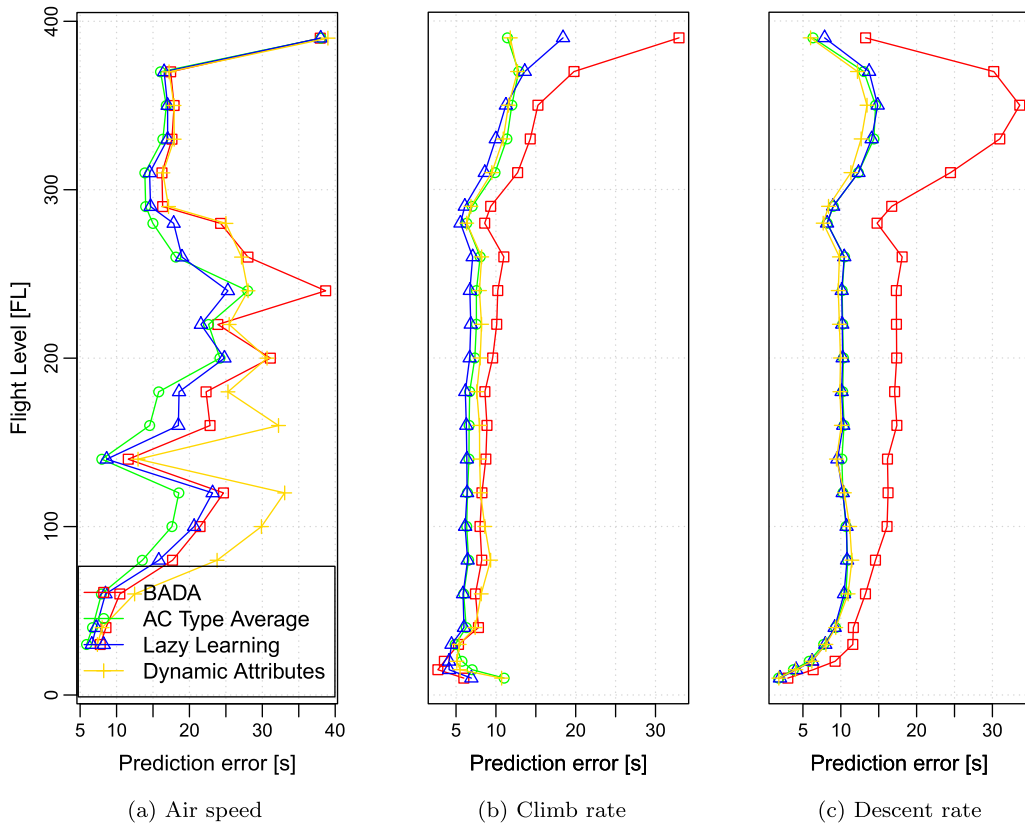 Flight Level [FL]
400
300
200
100
0
BADA
AC Type Average
Lazy Learning
Dynamic Attributes
5 10 15 20 25 30 35 40
5 10 20 30
5 10 20 30
Prediction error [s]
Prediction error [s]
Prediction error [s]
(a) Air speed
(b) Climb rate
(c) Descent rate